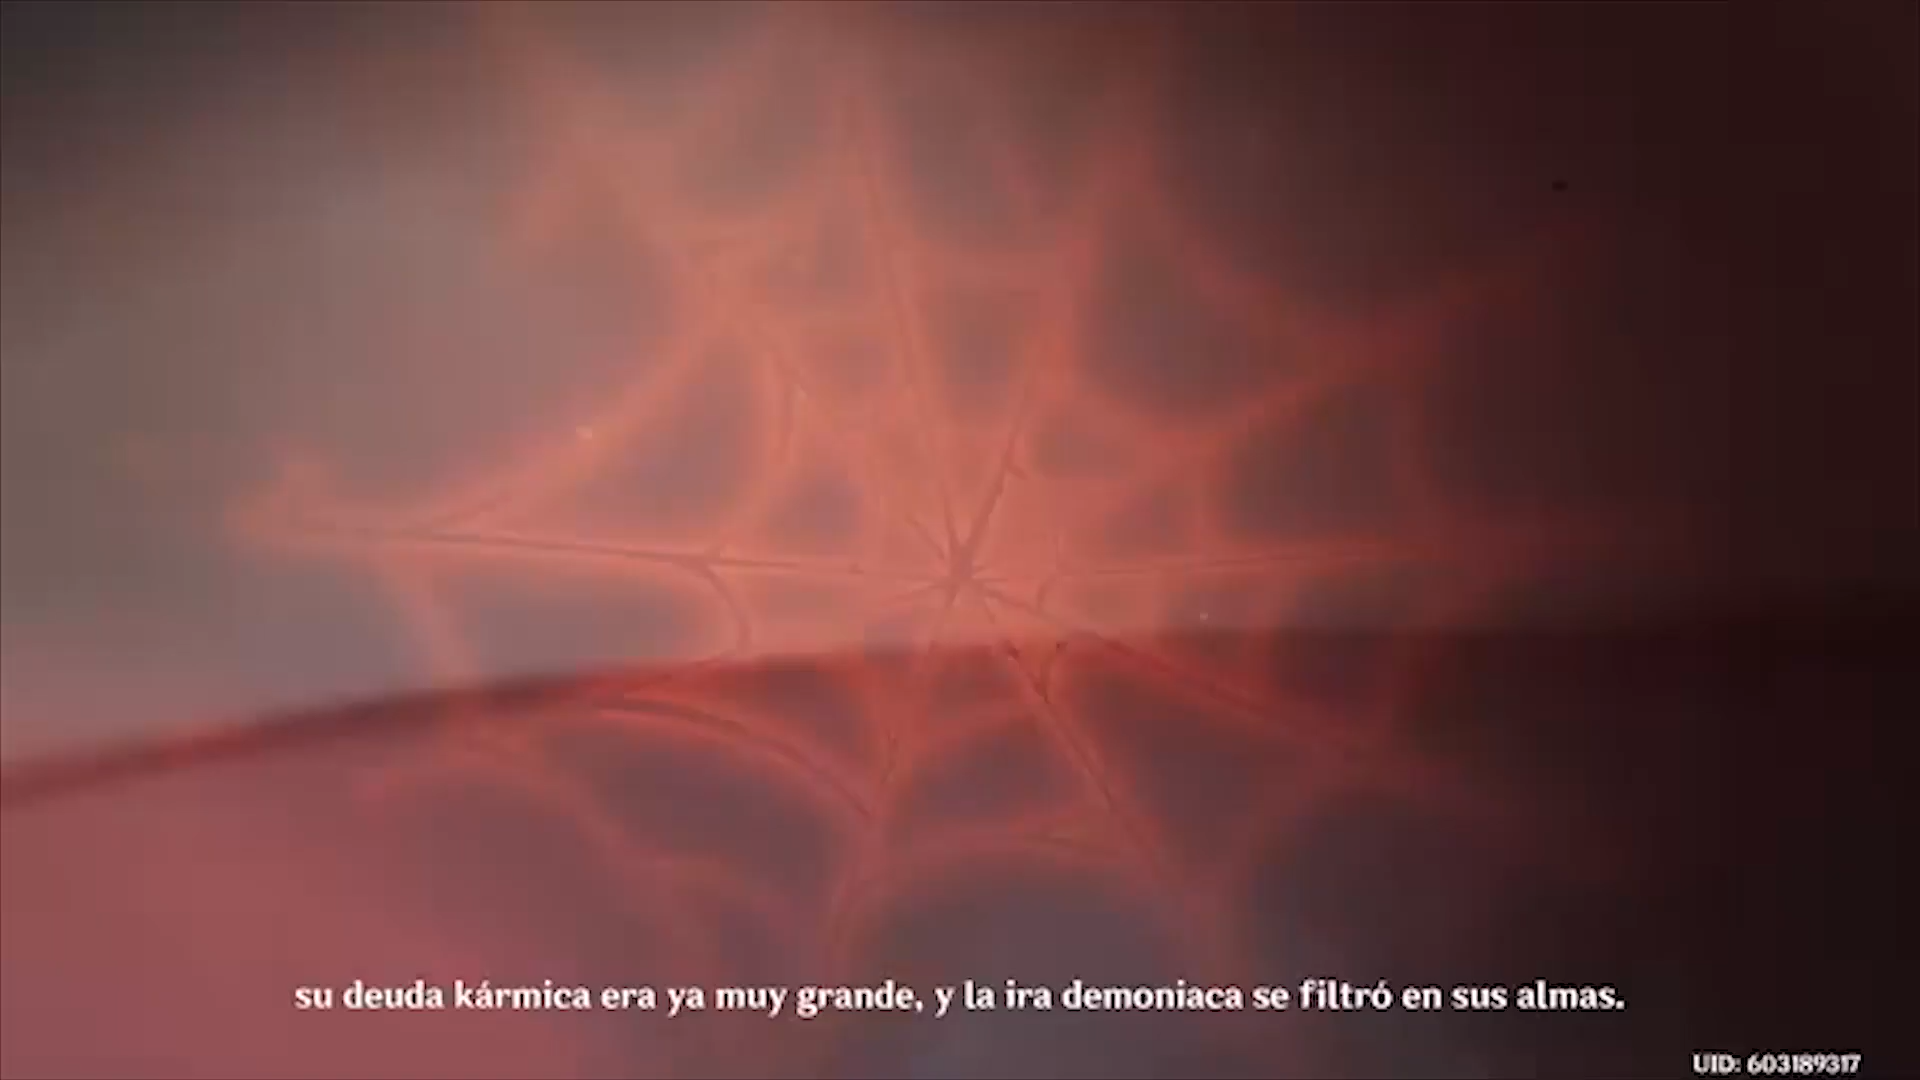 su deuda kármica era ya muy grande, y la ira demoniaca se filtró en sus almas.
UID: 603189317